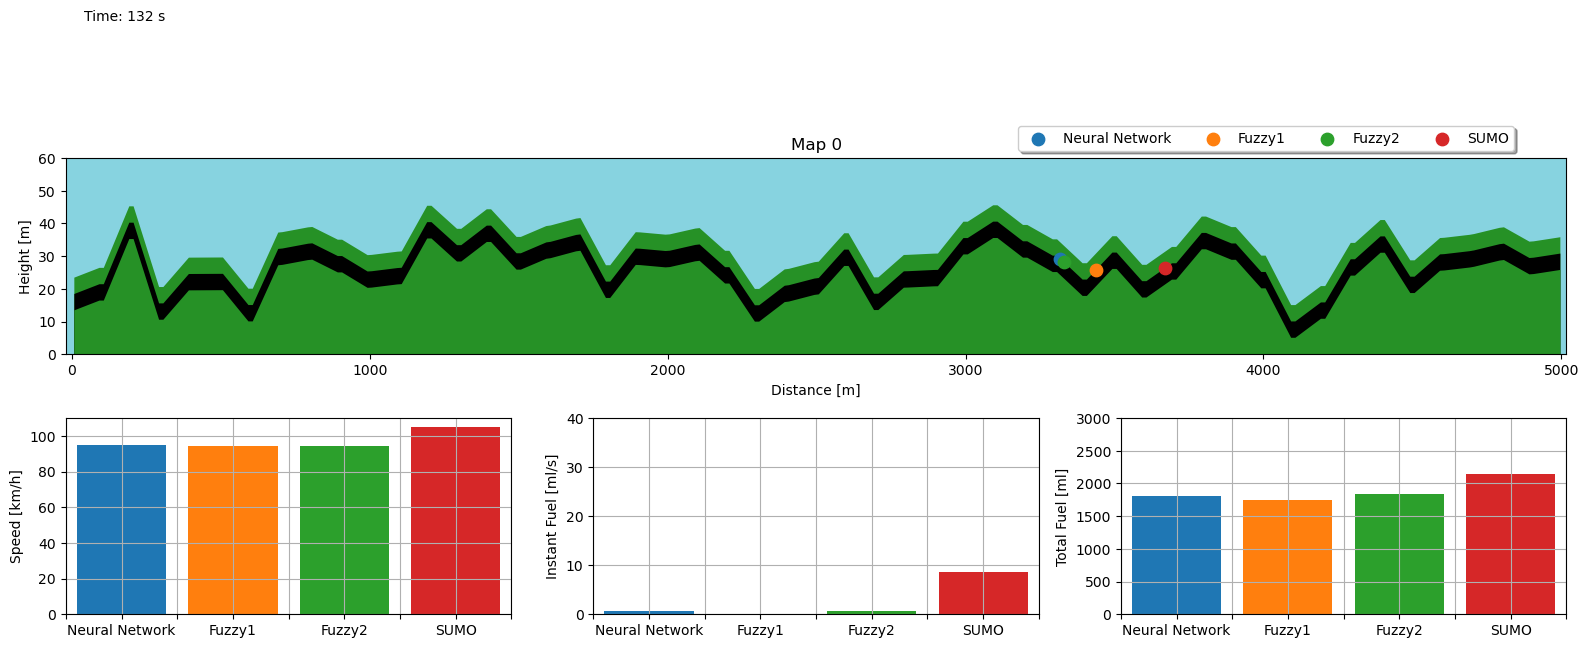 Time: 132 s
Map 0
Neural Network Fuzzy1 Fuzzy2 SUMO
60
50
40
30
20
10
0
Height [m]
0 1000 2000 3000 4000 5000
Distance [m]
100
80
60
40
20
0
Speed [km/h]
Neural Network Fuzzy1 Fuzzy2 SUMO
40
30
20
10
0
Instant Fuel [ml/s]
Neural Network Fuzzy1 Fuzzy2 SUMO
3000
2500
2000
1500
1000
500
0
Total Fuel [ml]
Neural Network Fuzzy1 Fuzzy2 SUMO